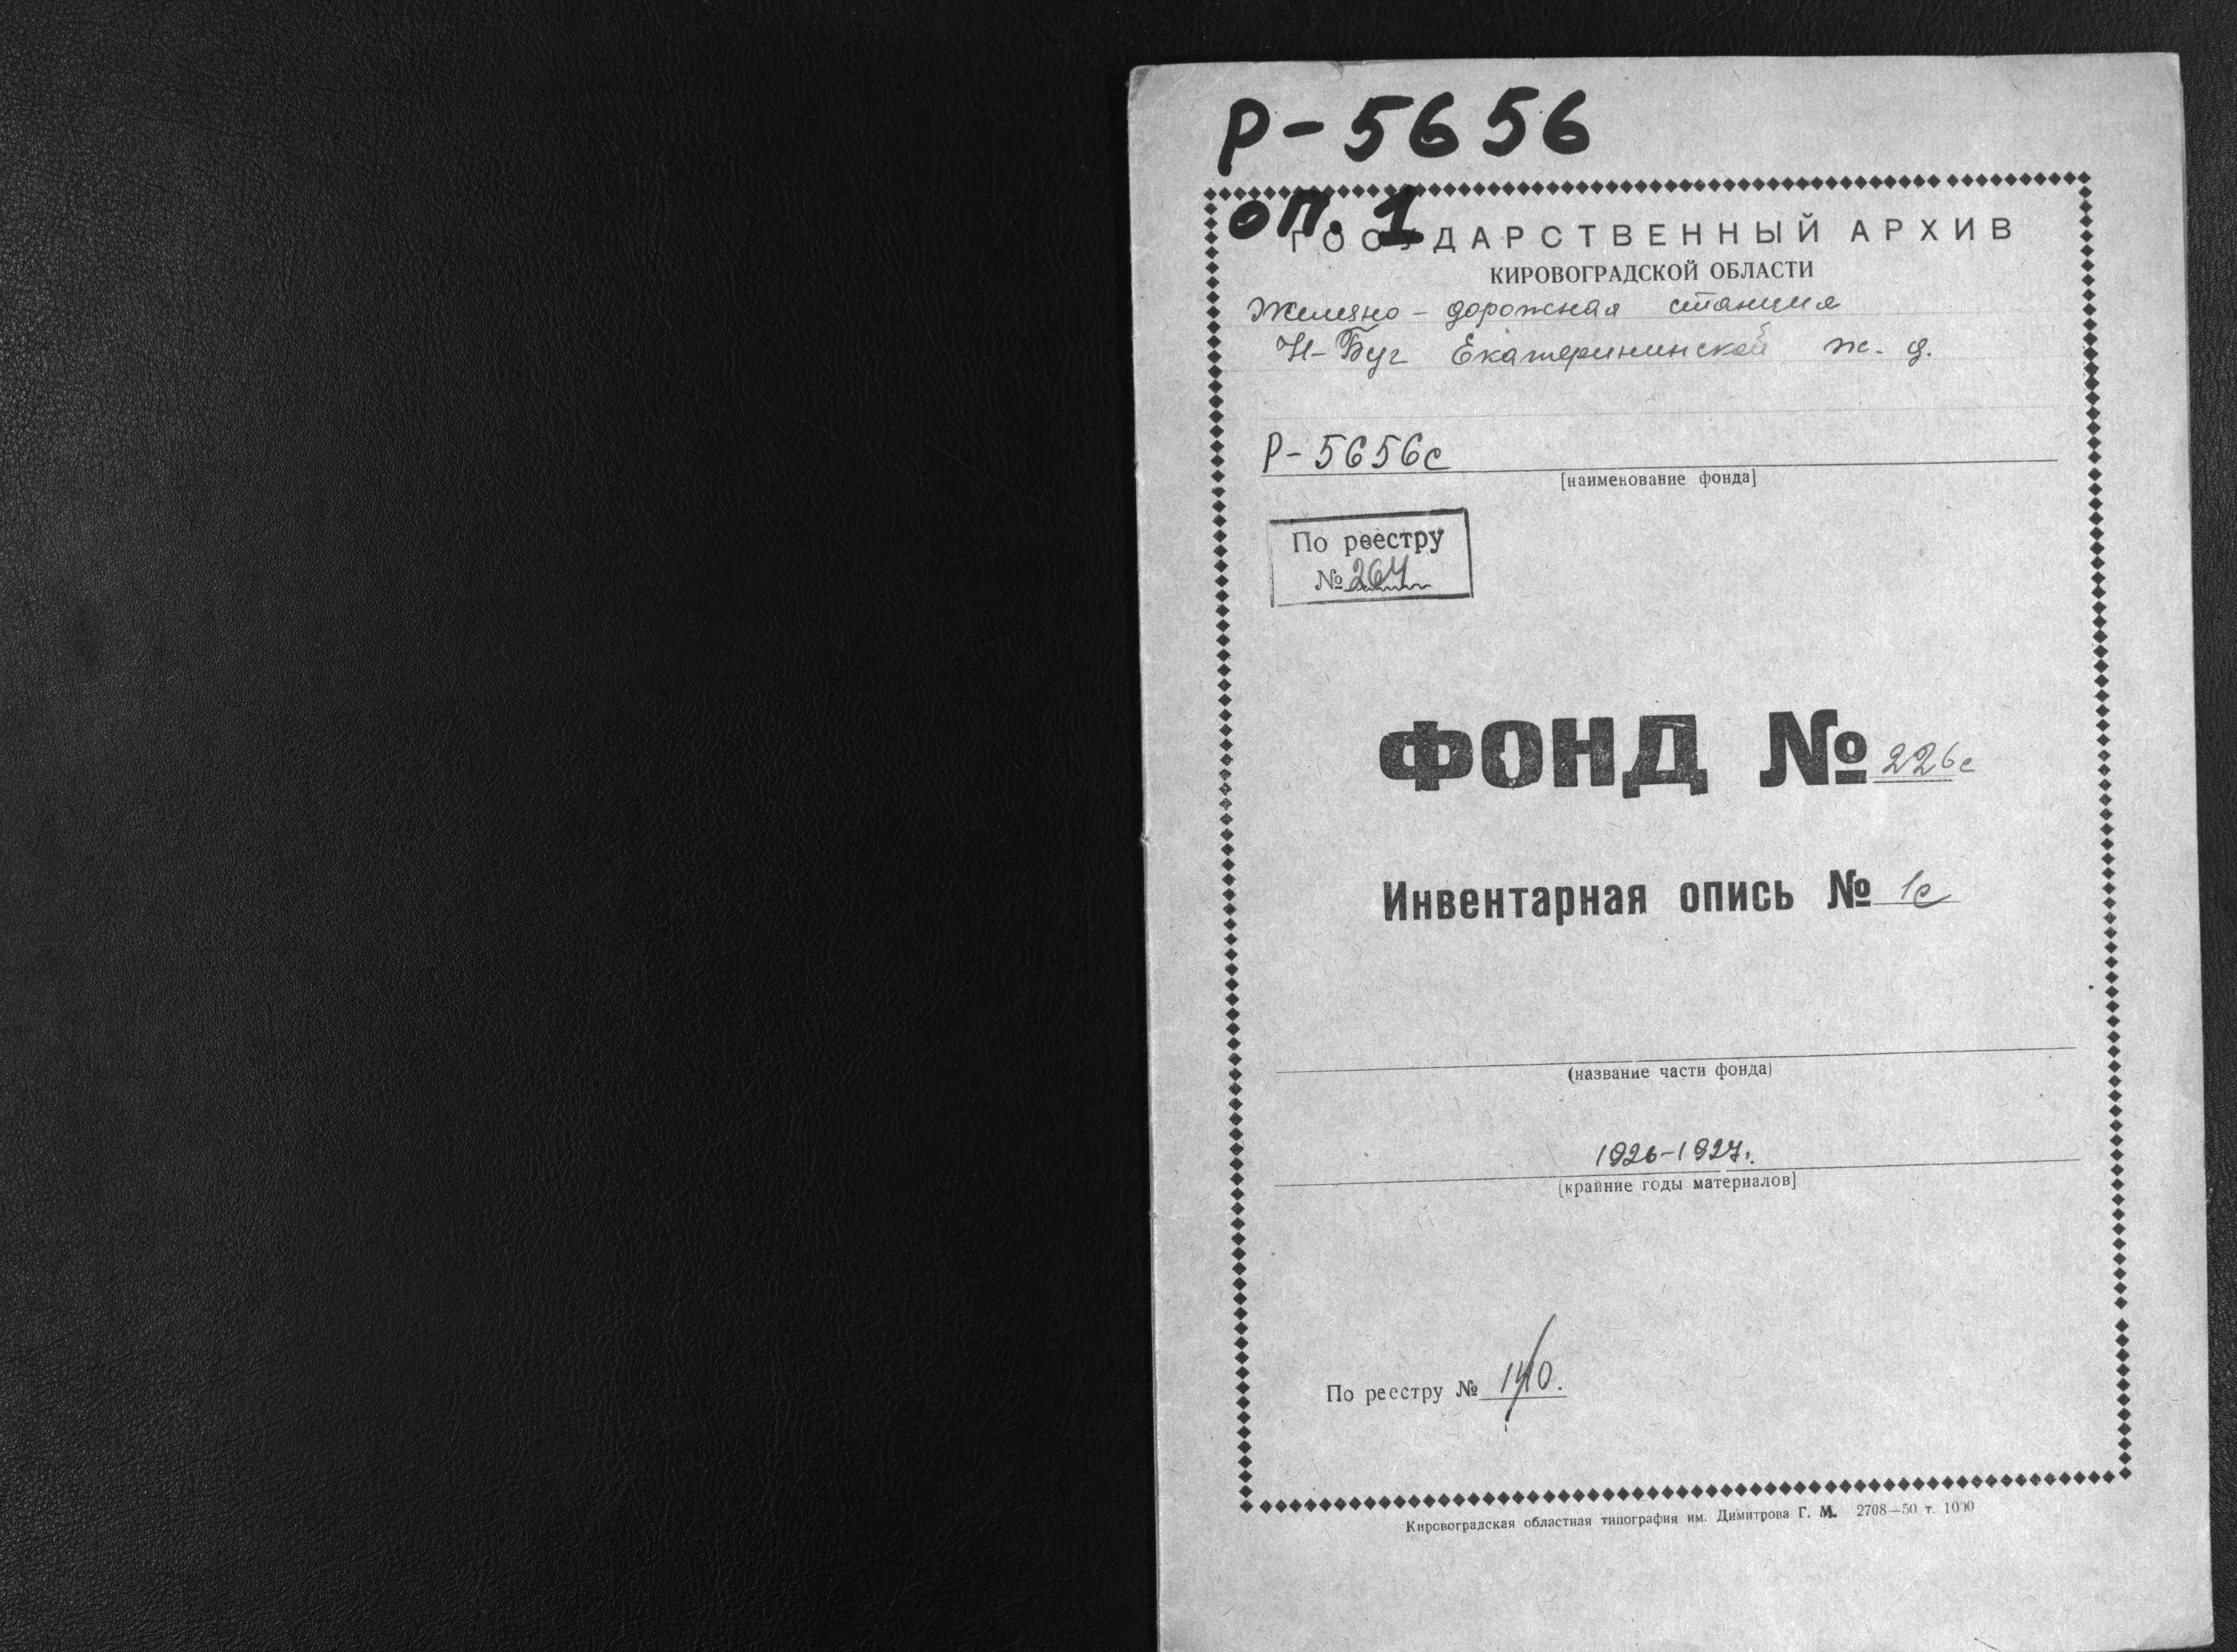 Р-5656
оп. 1
ГОСУДАРСТВЕННЫЙ АРХИВ
КИРОВОГРАДСКОЙ ОБЛАСТИ
Железно-дорожная станция
Н-Буг Екатерининской ж. д.
Р-5656с
[наименование фонда]
По реестру
№ 264
ФОНД № 226с
Инвентарная опись № 1с
(название части фонда)
1926-1927.
[крайние годы материалов]
По реестру № 140.
Кировоградская областная типография им. Димитрова Г. М. 2708—50 т. 1000